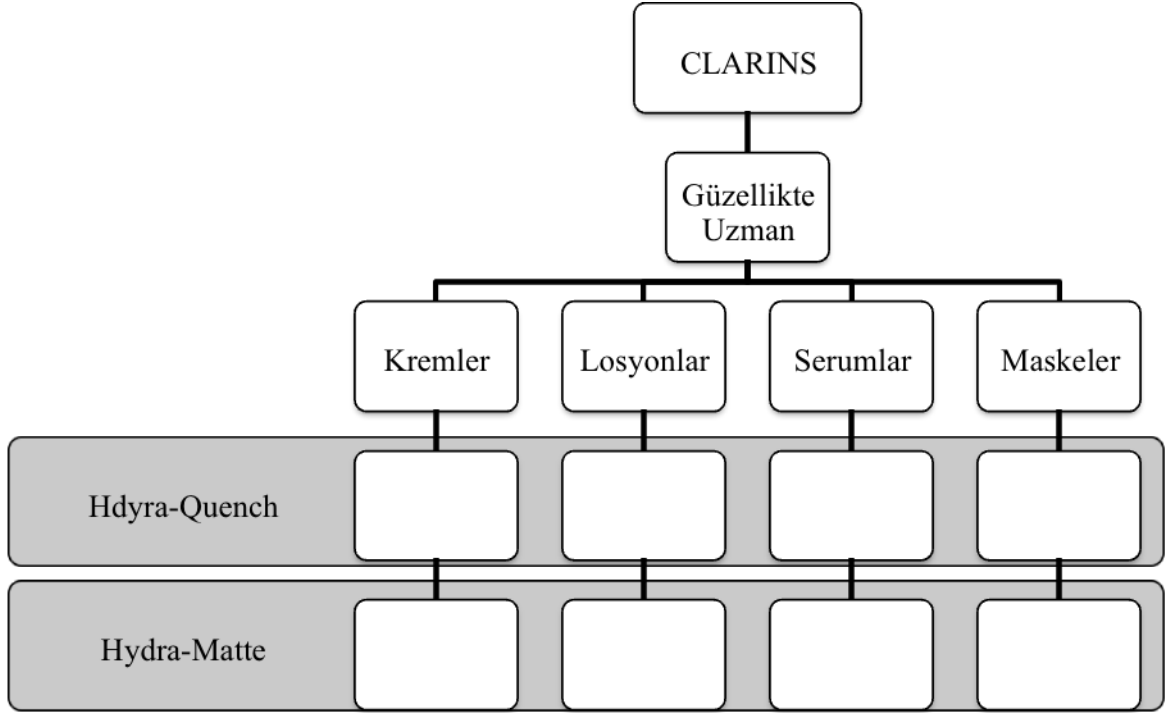 CLARINS
Güzellikte
Uzman
Kremler
Losyonlar
Serumlar
Maskeler
Hdyra-Quench
Hydra-Matte